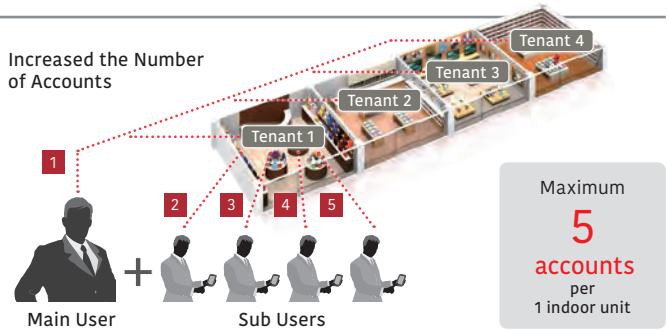 Increased the Number
of Accounts
Tenant 4
Tenant 3
Tenant 2
Tenant 1
1
2
3
4
5
+
Main User
Sub Users
Maximum
5
accounts
per
1 indoor unit